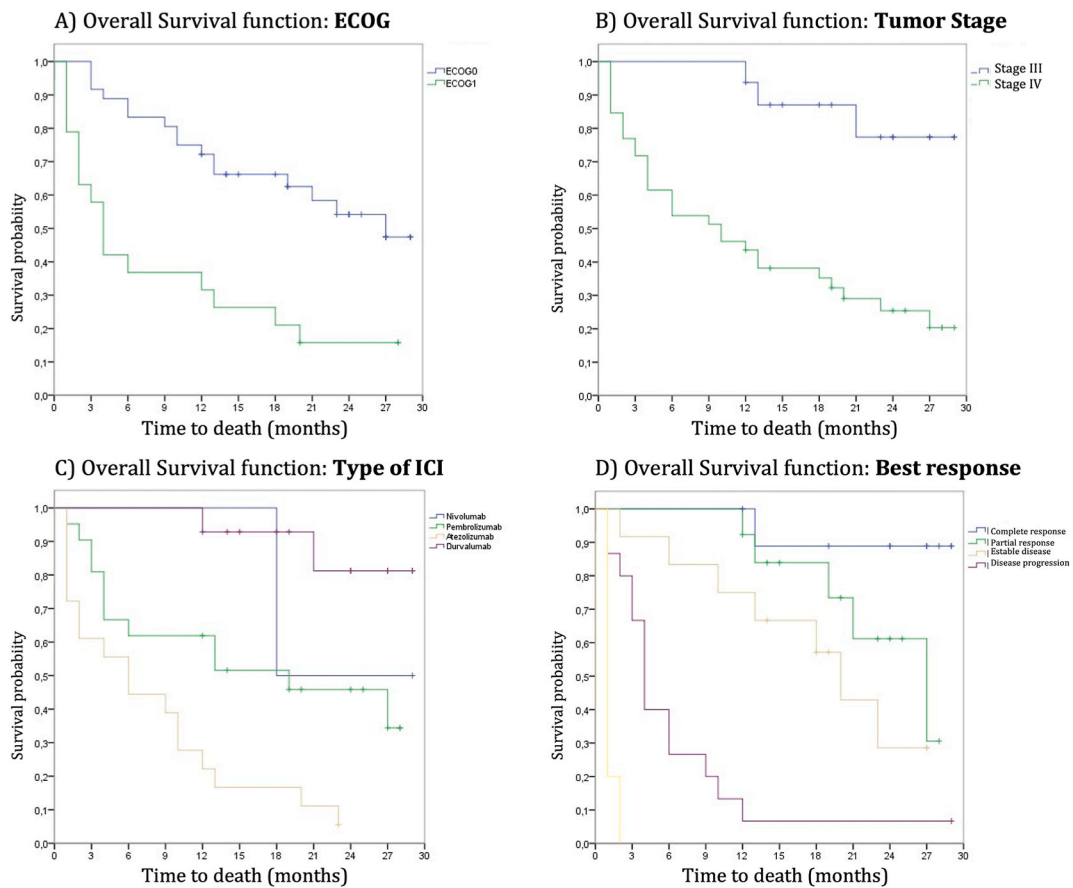 A) Overall Survival function: ECOG
Survival probabiity
1,0
0,9
0,8
0,7
0,6
0,5
0,4
0,3
0,2
0,1
0,0
0 3 6 9 12 15 18 21 24 27 30
Time to death (months)
ECOG0
ECOG1
B) Overall Survival function: Tumor Stage
Survival probabiity
1,0
0,9
0,8
0,7
0,6
0,5
0,4
0,3
0,2
0,1
0,0
0 3 6 9 12 15 18 21 24 27 30
Time to death (months)
Stage III
Stage IV
C) Overall Survival function: Type of ICI
Survival probabiity
1,0
0,9
0,8
0,7
0,6
0,5
0,4
0,3
0,2
0,1
0,0
0 3 6 9 12 15 18 21 24 27 30
Time to death (months)
Nivolumab
Pembrolizumab
Atezolizumab
Durvalumab
D) Overall Survival function: Best response
Survival probabiity
1,0
0,9
0,8
0,7
0,6
0,5
0,4
0,3
0,2
0,1
0,0
0 3 6 9 12 15 18 21 24 27 30
Time to death (months)
Complete response
Partial response
Estable disease
Disease progression